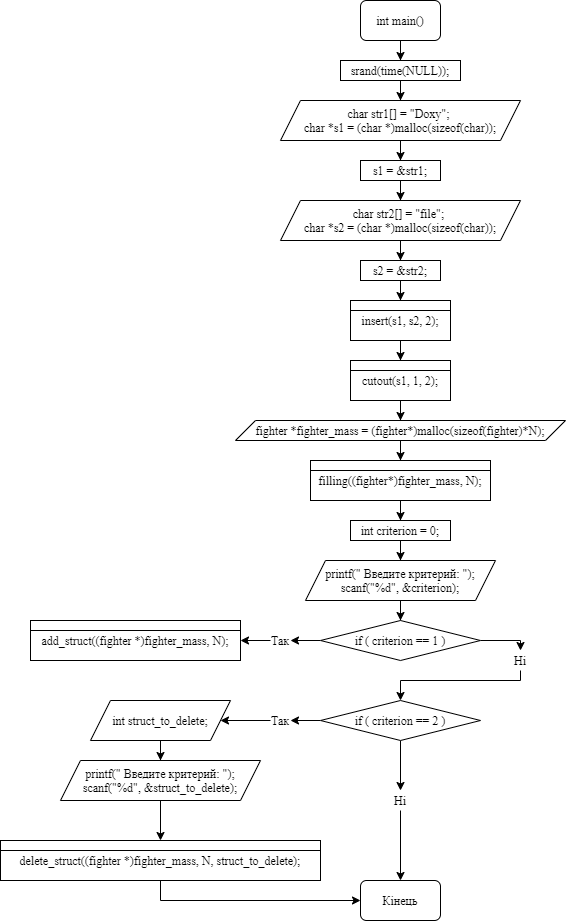 int main()
srand(time(NULL));
char str1[] = "Doxy";
char *s1 = (char *)malloc(sizeof(char));
s1 = &str1;
char str2[] = "file";
char *s2 = (char *)malloc(sizeof(char));
s2 = &str2;
insert(s1, s2, 2);
cutout(s1, 1, 2);
fighter *fighter_mass = (fighter*)malloc(sizeof(fighter)*N);
filling((fighter*)fighter_mass, N);
int criterion = 0;
printf(" Введите критерий: ");
scanf("%d", &criterion);
if ( criterion == 1 )
Так
add_struct((fighter *)fighter_mass, N);
Ні
if ( criterion == 2 )
Так
int struct_to_delete;
printf(" Введите критерий: ");
scanf("%d", &struct_to_delete);
Ні
delete_struct((fighter *)fighter_mass, N, struct_to_delete);
Кінець